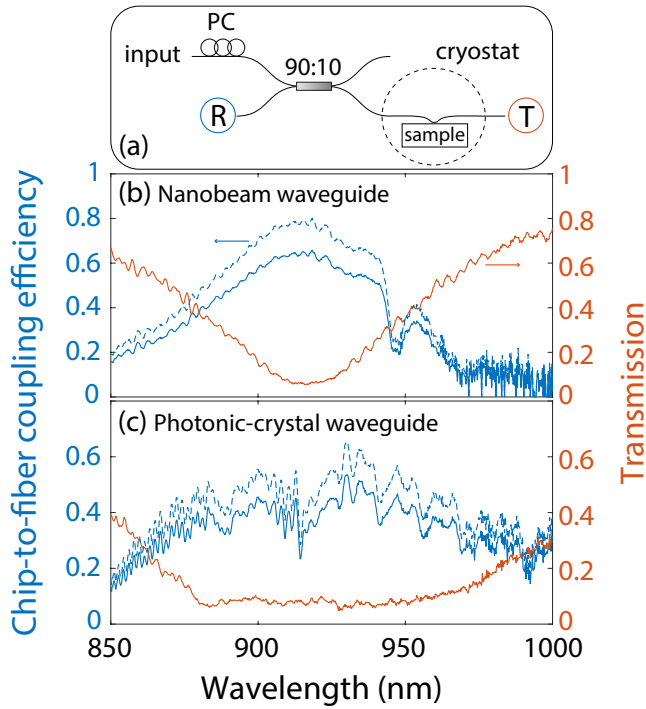 PC
input
90:10
cryostat
R
sample
T
(a)
1
1
(b) Nanobeam waveguide
0.8
0.8
0.6
0.6
0.4
0.4
0.2
0.2
0
0
(c) Photonic-crystal waveguide
0.6
0.6
0.4
0.4
0.2
0.2
0
0
850
900
950
1000
Wavelength (nm)
Chip-to-fiber coupling efficiency
Transmission